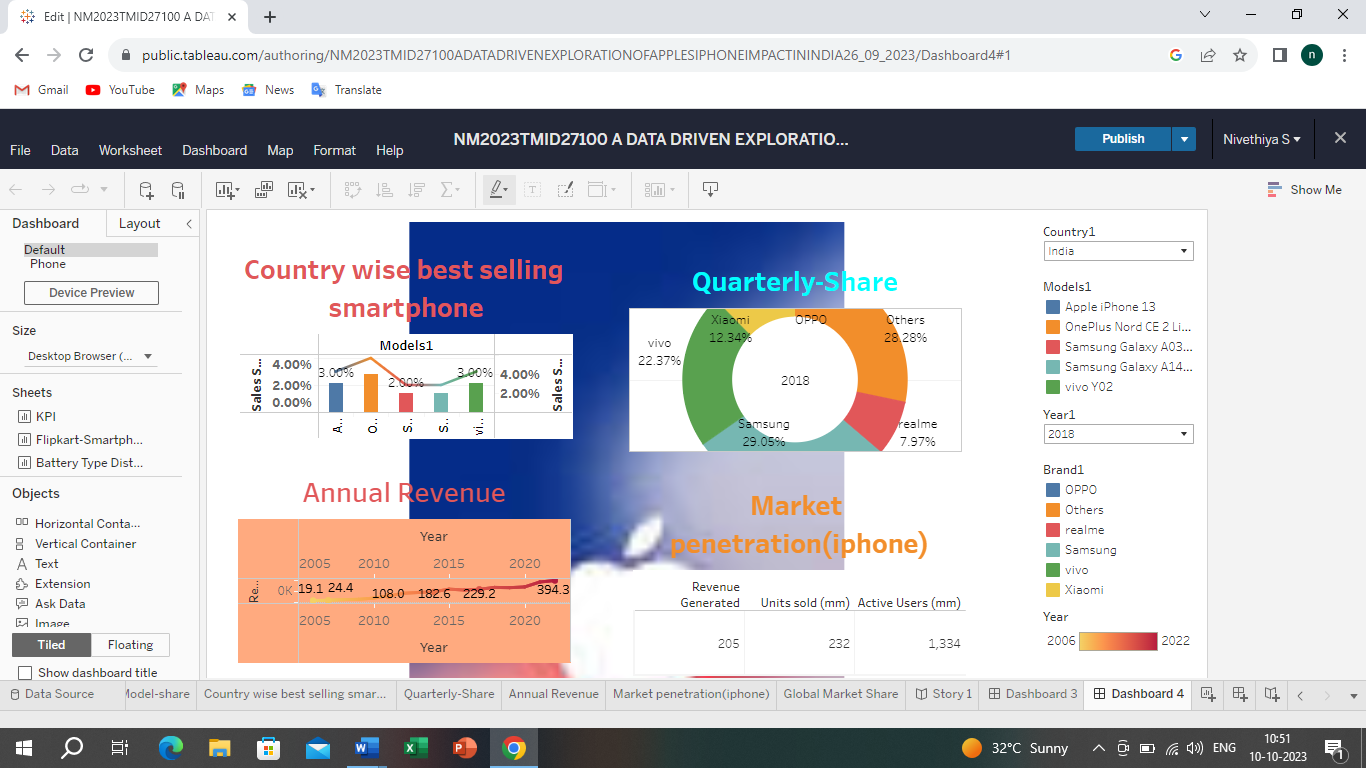 Edit | NM2023TMID27100 A DAT
public.tableau.com/authoring/NM2023TMID27100ADATADRIVENEXPLORATIONOFAPPLESIPHONEIMPACTININDIA26_09_2023/Dashboard4#1
n
Gmail YouTube Maps News Translate
NM2023TMID27100 A DATA DRIVEN EXPLORATIO...
Publish
Nivethiya S
File Data Worksheet Dashboard Map Format Help
Show Me
Dashboard Layout
Default
Phone
Device Preview
Size
Desktop Browser (...
Sheets
KPI
Flipkart-Smartph...
Battery Type Dist...
Objects
Horizontal Conta...
Vertical Container
Text
Extension
Ask Data
Image
Tiled Floating
Show dashboard title
Country wise best selling
smartphone
Models1
Sales S...
4.00%
2.00%
0.00%
3.00%
2.00%
3.00%
4.00%
2.00%
Sales S...
A..
O..
S..
S..
vi..
Quarterly-Share
Xiaomi
12.34%
OPPO
Others
28.28%
vivo
22.37%
2018
Samsung
29.05%
realme
7.97%
Annual Revenue
Year
2005 2010 2015 2020
Re..
0K
19.1 24.4 108.0 182.6 229.2 394.3
2005 2010 2015 2020
Year
Market
penetration(iphone)
Revenue
Generated Units sold (mm) Active Users (mm)
205 232 1,334
Country1
India
Models1
Apple iPhone 13
OnePlus Nord CE 2 Li...
Samsung Galaxy A03...
Samsung Galaxy A14...
vivo Y02
Year1
2018
Brand1
OPPO
Others
realme
Samsung
vivo
Xiaomi
Year
2006 2022
Data Source Model-share Country wise best selling smar... Quarterly-Share Annual Revenue Market penetration(iphone) Global Market Share Story 1 Dashboard 3 Dashboard 4
32°C Sunny
ENG
10:51
10-10-2023
1